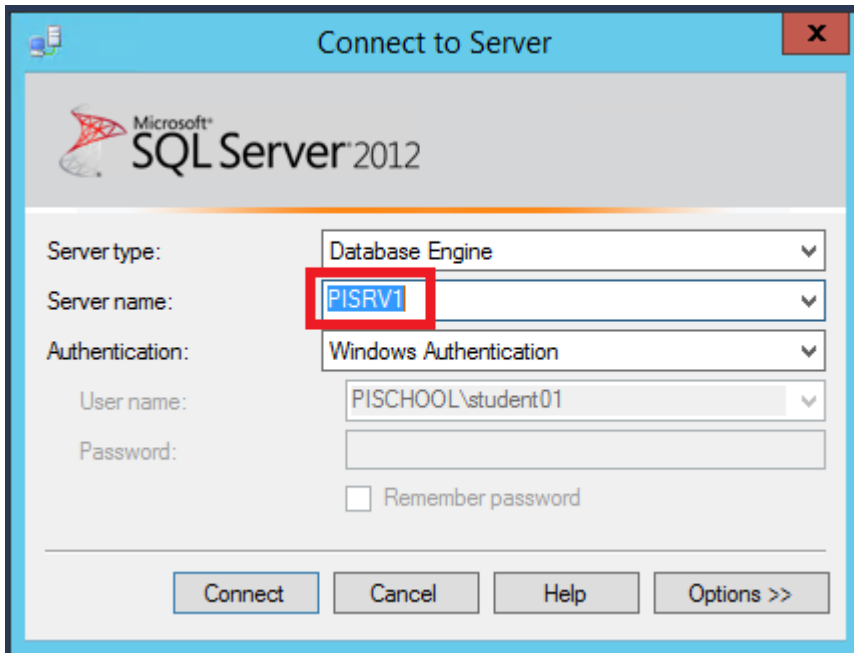 Connect to Server
x
Microsoft®
SQL Server® 2012
Server type: Database Engine
Server name: PISRV1
Authentication: Windows Authentication
User name: PISCHOOL\student01
Password:
Remember password
Connect Cancel Help Options >>